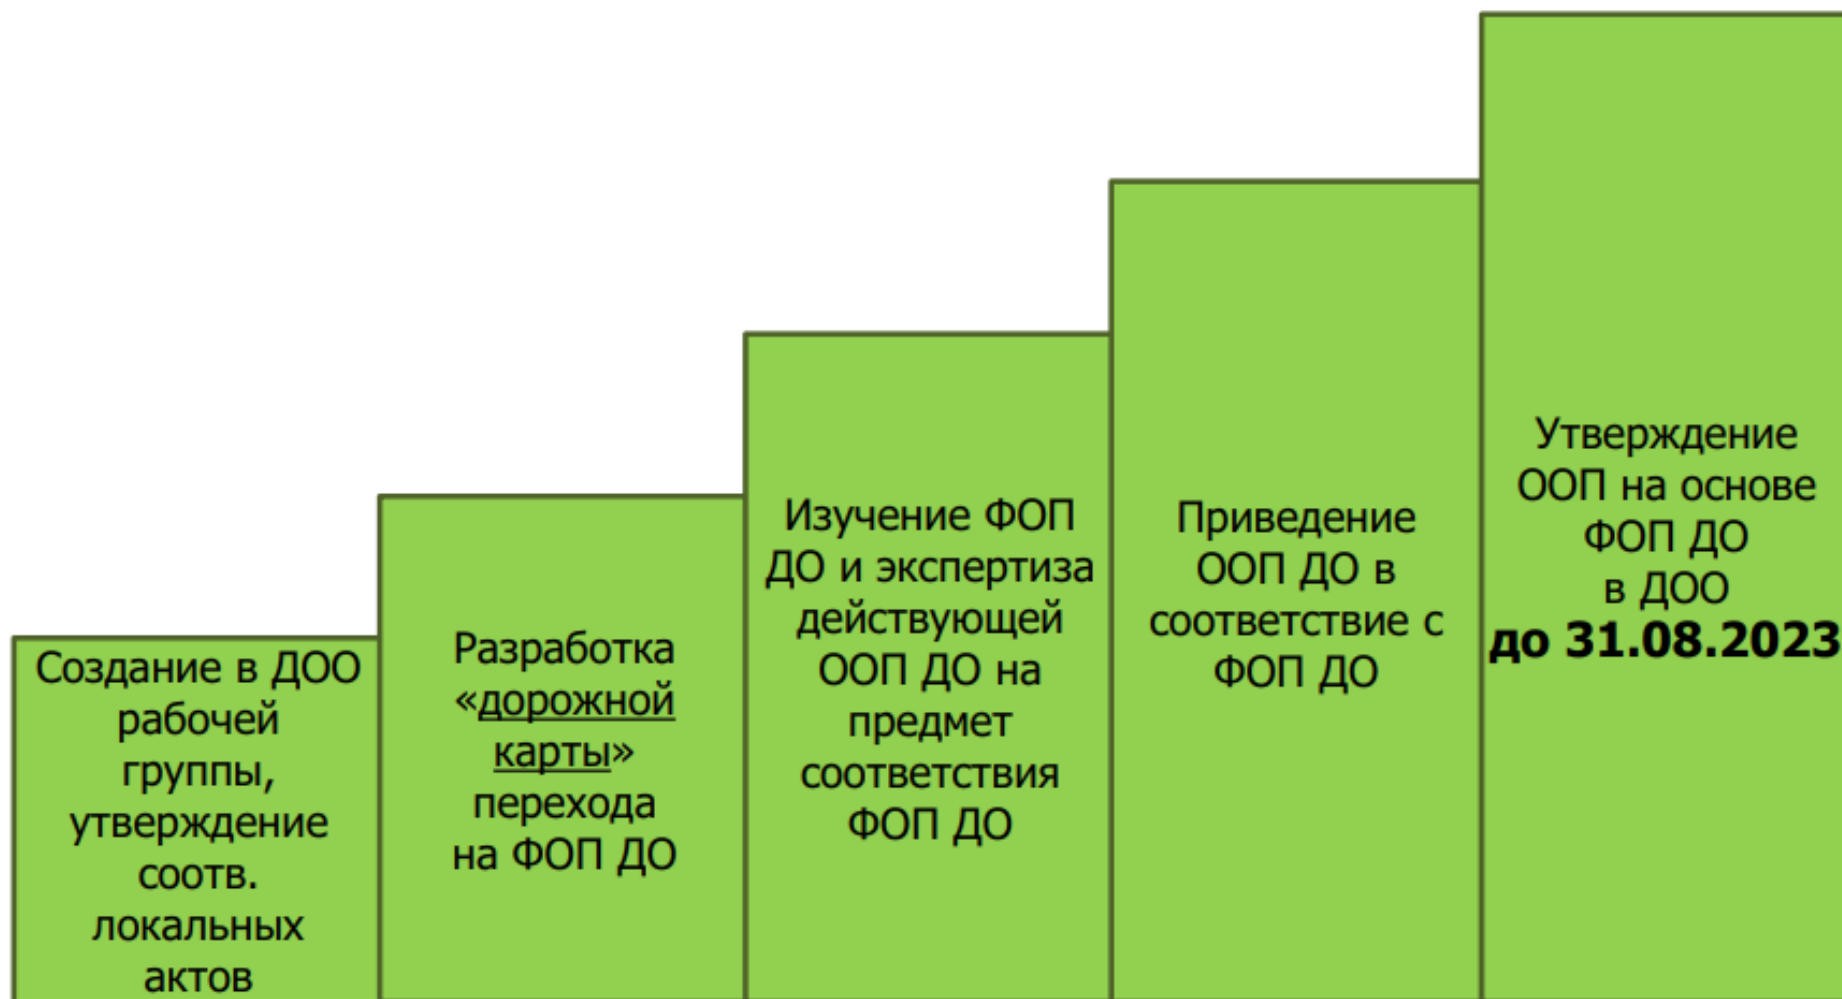 Создание в ДОО
рабочей
группы,
утверждение
соотв.
локальных
актов
Разработка
«дорожной
карты»
перехода
на ФОП ДО
Изучение ФОП
ДО и экспертиза
действующей
ООП ДО на
предмет
соответствия
ФОП ДО
Приведение
ООП ДО в
соответствие с
ФОП ДО
Утверждение
ООП на основе
ФОП ДО
в ДОО
до 31.08.2023